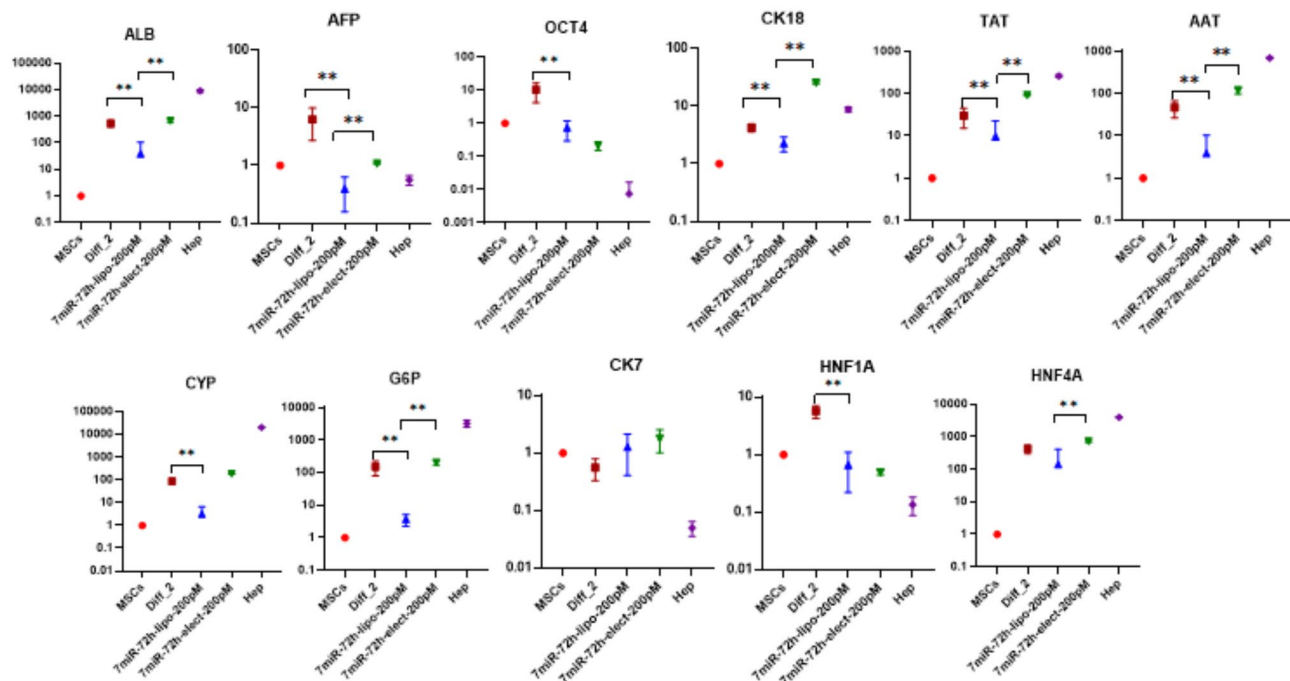 ALB
100000
10000
1000
100
10
1
0.1
**
**
MSCs
Diff_2
7miR-72h-lipo-200pM
7miR-72h-elect-200pM
Hep
AFP
100
10
1
0.1
**
**
MSCs
Diff_2
7miR-72h-lipo-200pM
7miR-72h-elect-200pM
Hep
OCT4
100
10
1
0.1
0.01
0.001
**
MSCs
Diff_2
7miR-72h-lipo-200pM
7miR-72h-elect-200pM
Hep
CK18
100
10
1
0.1
**
**
MSCs
Diff_2
7miR-72h-lipo-200pM
7miR-72h-elect-200pM
Hep
TAT
1000
100
10
1
0.1
**
**
MSCs
Diff_2
7miR-72h-lipo-200pM
7miR-72h-elect-200pM
Hep
AAT
1000
100
10
1
0.1
**
**
MSCs
Diff_2
7miR-72h-lipo-200pM
7miR-72h-elect-200pM
Hep
CYP
100000
10000
1000
100
10
1
0.1
0.01
**
MSCs
Diff_2
7miR-72h-lipo-200pM
7miR-72h-elect-200pM
Hep
G6P
10000
1000
100
10
1
0.1
**
**
MSCs
Diff_2
7miR-72h-lipo-200pM
7miR-72h-elect-200pM
Hep
CK7
10
1
0.1
0.01
MSCs
Diff_2
7miR-72h-lipo-200pM
7miR-72h-elect-200pM
Hep
HNF1A
10
1
0.1
0.01
**
MSCs
Diff_2
7miR-72h-lipo-200pM
7miR-72h-elect-200pM
Hep
HNF4A
10000
1000
100
10
1
0.1
**
MSCs
Diff_2
7miR-72h-lipo-200pM
7miR-72h-elect-200pM
Hep